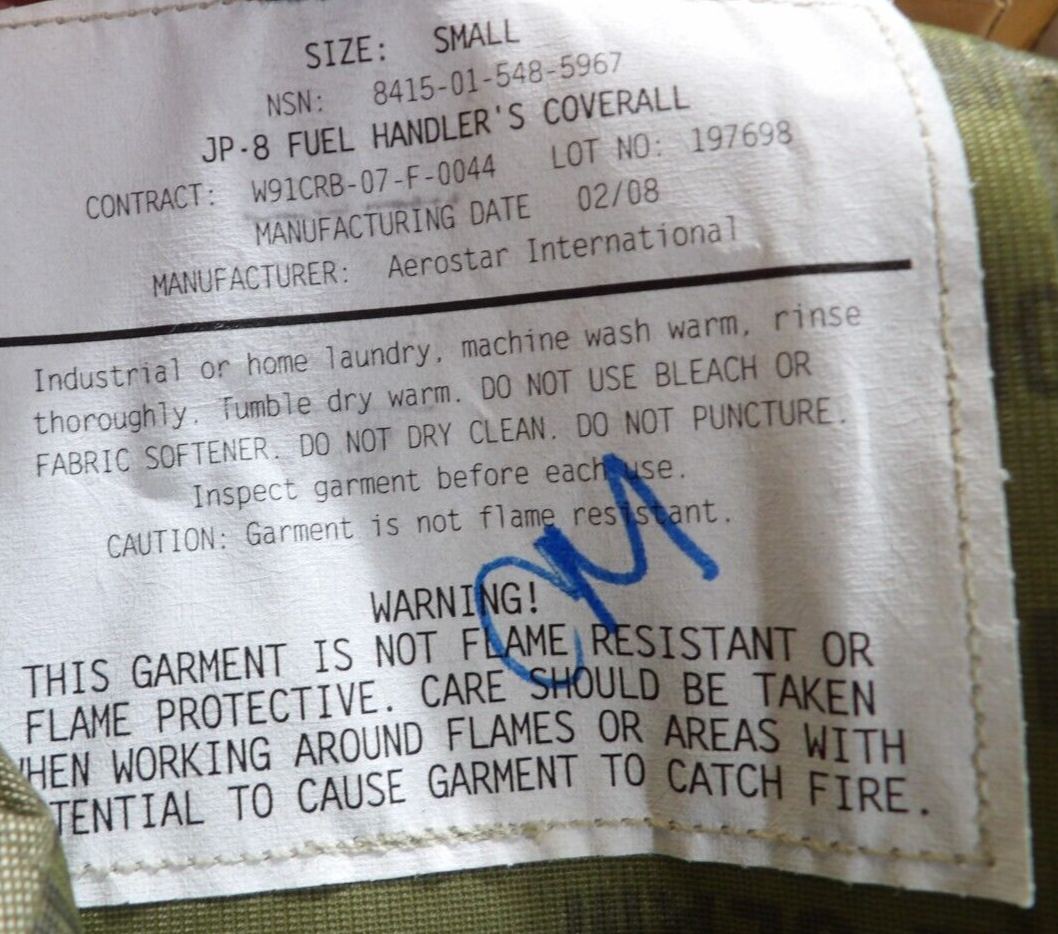 SIZE: SMALL
NSN: 8415-01-548-5967
JP-8 FUEL HANDLER'S COVERALL
CONTRACT: W91CRB-07-F-0044 LOT NO: 197698
MANUFACTURING DATE 02/08
MANUFACTURER: Aerostar International
Industrial or home laundry, machine wash warm, rinse
thoroughly. Tumble dry warm. DO NOT USE BLEACH OR
FABRIC SOFTENER. DO NOT DRY CLEAN. DO NOT PUNCTURE.
Inspect garment before each use.
CAUTION: Garment is not flame resistant.
WARNING!
THIS GARMENT IS NOT FLAME RESISTANT OR
FLAME PROTECTIVE. CARE SHOULD BE TAKEN
HEN WORKING AROUND FLAMES OR AREAS WITH
TENTIAL TO CAUSE GARMENT TO CATCH FIRE.